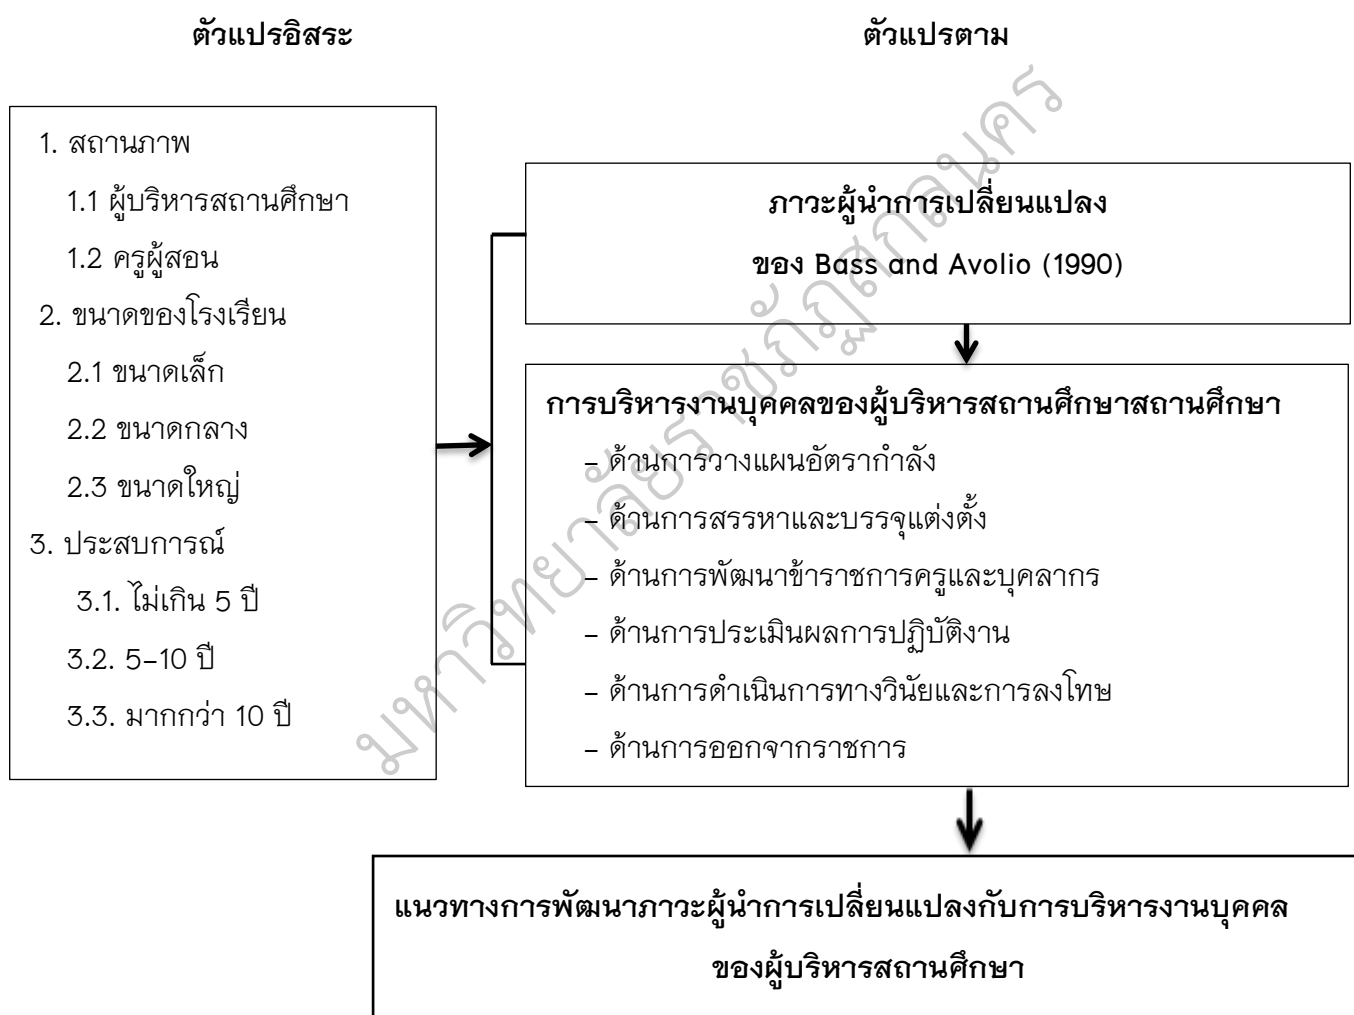 ตัวแปรอิสระ
ตัวแปรตาม
1. สถานภาพ
1.1 ผู้บริหารสถานศึกษา
1.2 ครูผู้สอน
2. ขนาดของโรงเรียน
2.1 ขนาดเล็ก
2.2 ขนาดกลาง
2.3 ขนาดใหญ่
3. ประสบการณ์
3.1. ไม่เกิน 5 ปี
3.2. 5–10 ปี
3.3. มากกว่า 10 ปี
ภาวะผู้นำการเปลี่ยนแปลง
ของ Bass and Avolio (1990)
การบริหารงานบุคคลของผู้บริหารสถานศึกษาสถานศึกษา
– ด้านการวางแผนอัตรากำลัง
– ด้านการสรรหาและบรรจุแต่งตั้ง
– ด้านการพัฒนาข้าราชการครูและบุคลากร
– ด้านการประเมินผลการปฏิบัติงาน
– ด้านการดำเนินการทางวินัยและการลงโทษ
– ด้านการออกจากราชการ
แนวทางการพัฒนาภาวะผู้นำการเปลี่ยนแปลงกับการบริหารงานบุคคล
ของผู้บริหารสถานศึกษา
มหาวิทยาลัยราชภัฏสกลนคร